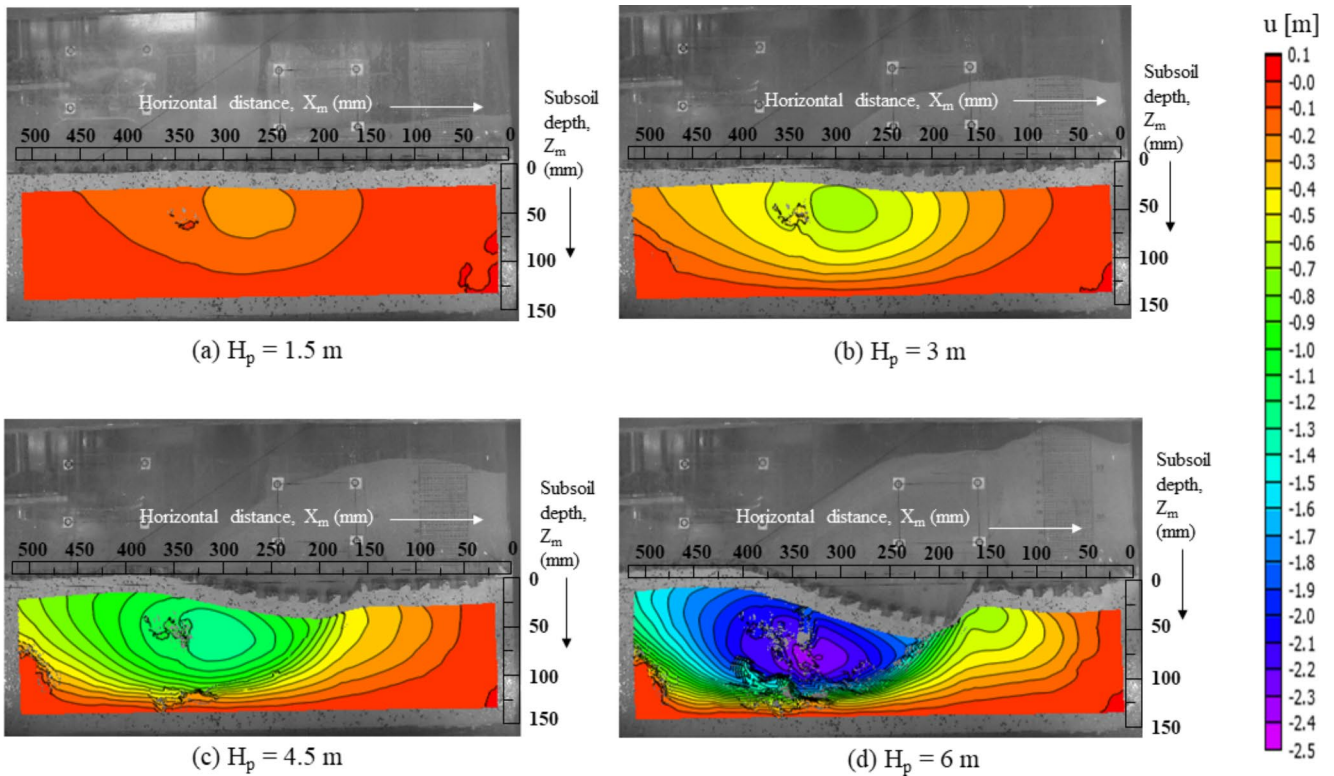 Horizontal distance, Xm (mm)
Subsoil
depth,
Zm
(mm)
500 450 400 350 300 250 200 150 100 50 0
0
50
100
150
(a) Hp = 1.5 m
Horizontal distance, Xm (mm)
Subsoil
depth,
Zm
(mm)
500 450 400 350 300 250 200 150 100 50 0
0
50
100
150
(b) Hp = 3 m
Horizontal distance, Xm (mm)
Subsoil
depth,
Zm
(mm)
500 450 400 350 300 250 200 150 100 50 0
0
50
100
150
(c) Hp = 4.5 m
Horizontal distance, Xm (mm)
Subsoil
depth,
Zm
(mm)
500 450 400 350 300 250 200 150 100 50 0
0
50
100
150
(d) Hp = 6 m
u [m]
0.1
-0.0
-0.1
-0.2
-0.3
-0.4
-0.5
-0.6
-0.7
-0.8
-0.9
-1.0
-1.1
-1.2
-1.3
-1.4
-1.5
-1.6
-1.7
-1.8
-1.9
-2.0
-2.1
-2.2
-2.3
-2.4
-2.5